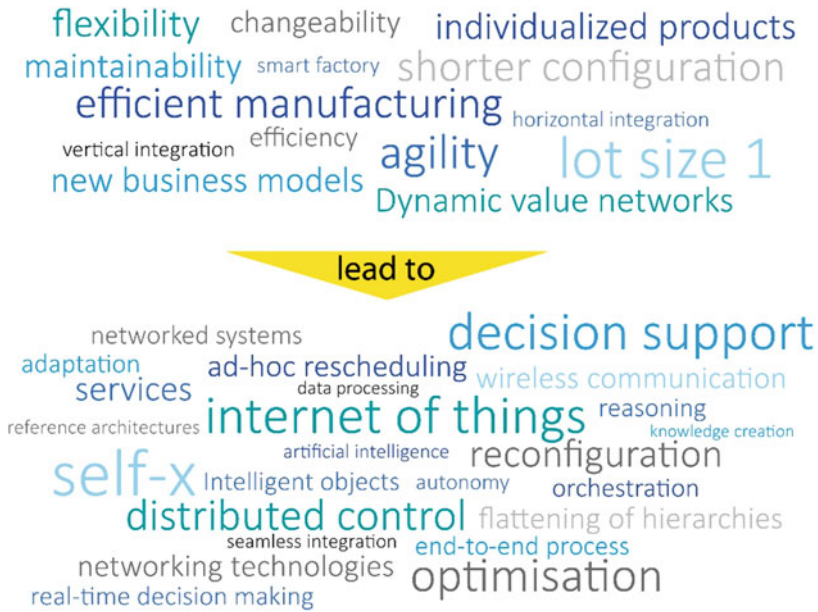 flexibility changeability individualized products
maintainability smart factory shorter configuration
efficient manufacturing horizontal integration
vertical integration efficiency agility lot size 1
new business models Dynamic value networks
lead to
networked systems decision support
adaptation ad-hoc rescheduling
services data processing wireless communication
reference architectures internet of things reasoning
knowledge creation
artificial intelligence reconfiguration
self-x Intelligent objects autonomy orchestration
distributed control flattening of hierarchies
seamless integration end-to-end process
networking technologies optimisation
real-time decision making